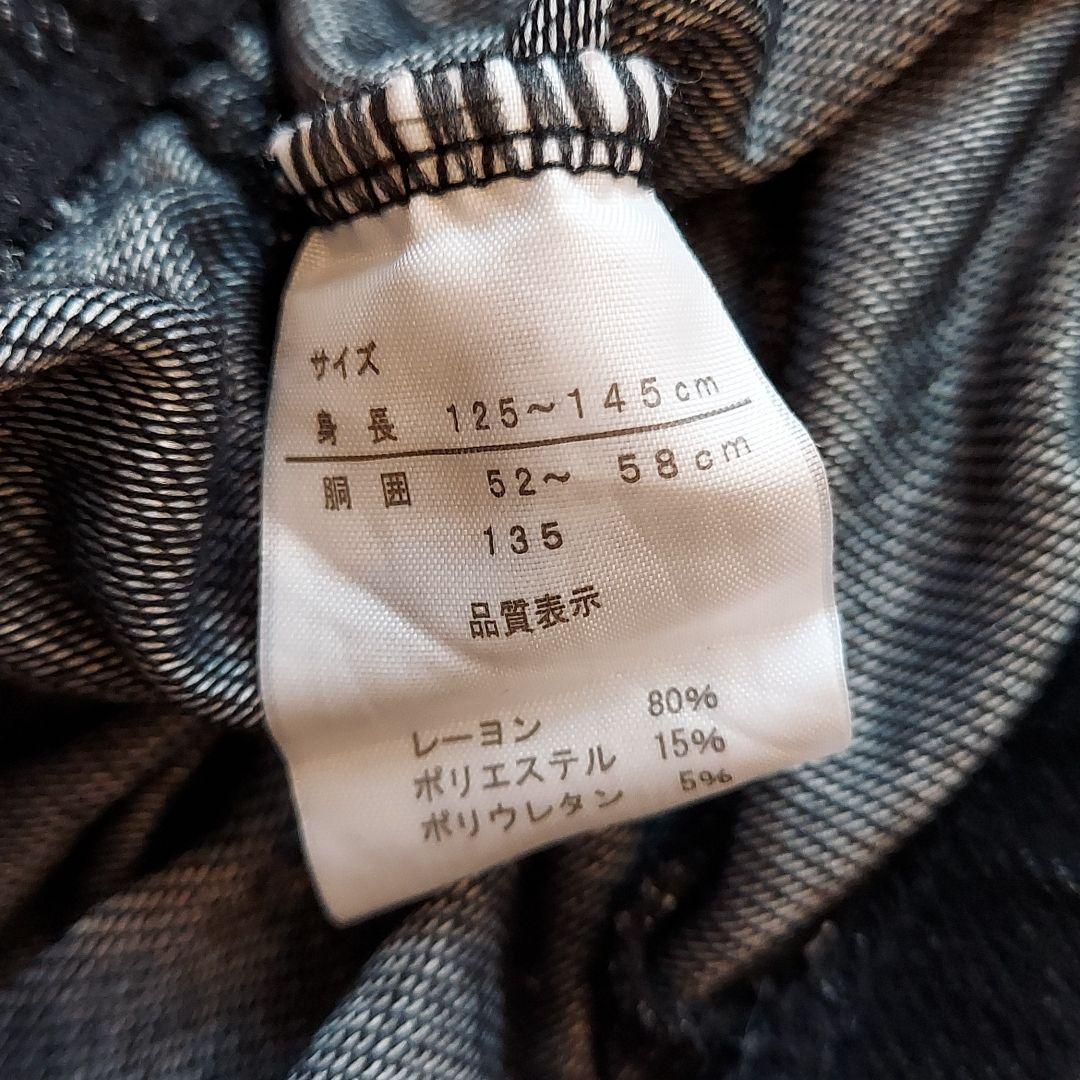 サイズ
身長 125~145cm
胴囲 52~ 58cm
135
品質表示
レーヨン 80%
ポリエステル 15%
ポリウレタン 5%